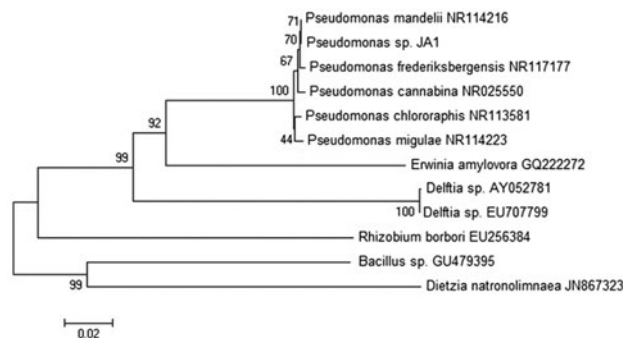 71
Pseudomonas mandelii NR114216
70
Pseudomonas sp. JA1
67
Pseudomonas frederiksbergensis NR117177
Pseudomonas cannabina NR025550
100
Pseudomonas chlororaphis NR113581
44
Pseudomonas migulae NR114223
92
Erwinia amylovora GQ222272
99
Delftia sp. AY052781
100
Delftia sp. EU707799
Rhizobium borbori EU256384
Bacillus sp. GU479395
99
Dietzia natronolimnaea JN867323
0.02